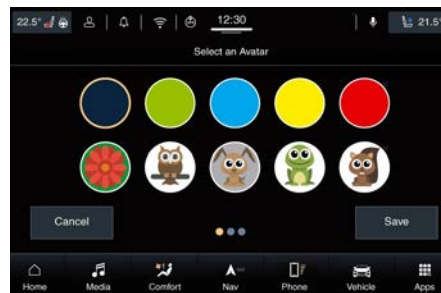 22.5° 12:30 21.5°
Select an Avatar
Cancel Save
Home Media Comfort Nav Phone Vehicle Apps